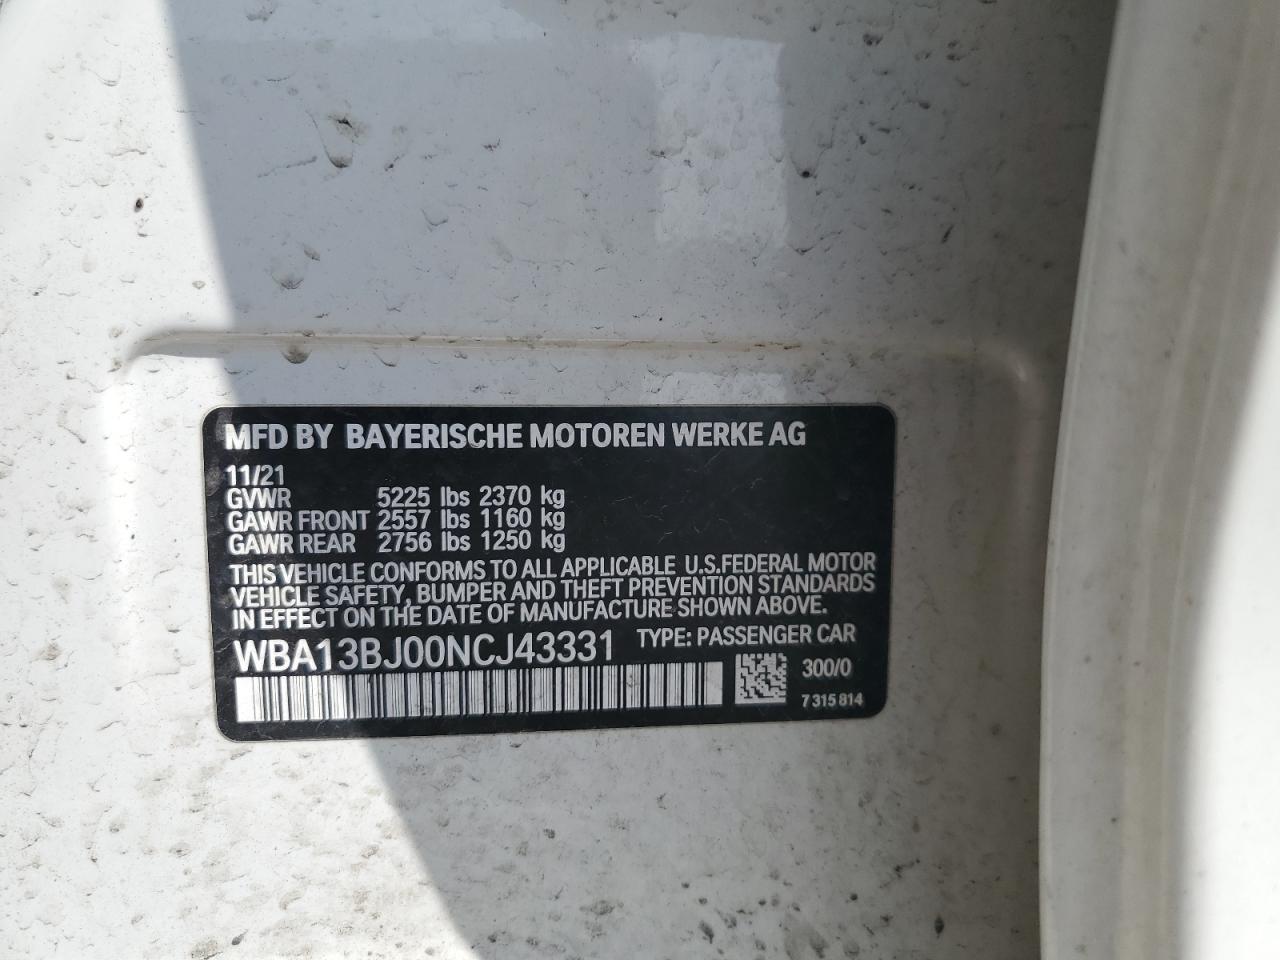 MFD BY BAYERISCHE MOTOREN WERKE AG
11/21
GVWR 5225 lbs 2370 kg
GAWR FRONT 2557 lbs 1160 kg
GAWR REAR 2756 lbs 1250 kg
THIS VEHICLE CONFORMS TO ALL APPLICABLE U.S.FEDERAL MOTOR
VEHICLE SAFETY, BUMPER AND THEFT PREVENTION STANDARDS
IN EFFECT ON THE DATE OF MANUFACTURE SHOWN ABOVE.
WBA13BJ00NCJ43331 TYPE: PASSENGER CAR
300/0
7 315 814